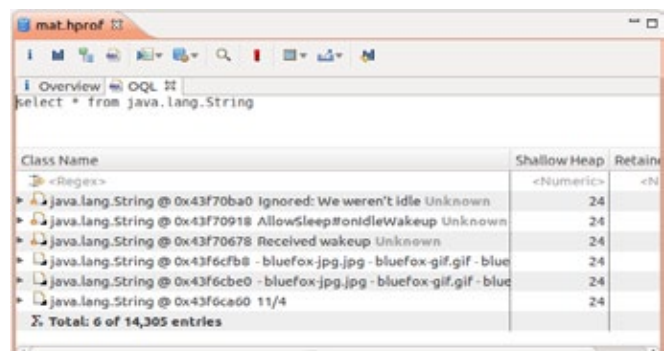 mat.hprof
i Overview OQL
select * from java.lang.String
Class Name Shallow Heap Retaine
<Regex> <Numeric> <N
java.lang.String @ 0x43f70ba0 Ignored: We weren't idle Unknown 24
java.lang.String @ 0x43f70918 AllowSleep#onIdleWakeup Unknown 24
java.lang.String @ 0x43f70678 Received wakeup Unknown 24
java.lang.String @ 0x43f6cfb8 - bluefox-jpg.jpg - bluefox-gif.gif - blue 24
java.lang.String @ 0x43f6cbe0 - bluefox-jpg.jpg - bluefox-gif.gif - blue 24
java.lang.String @ 0x43f6ca60 11/4 24
Σ Total: 6 of 14,305 entries